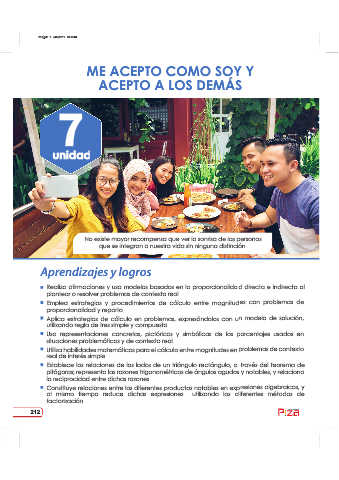 ME ACEPTO COMO SOY Y
ACEPTO A LOS DEMÁS
7
unidad
No existe mayor recompensa que ver la sonrisa de las personas
que se integran a nuestra vida sin ninguna distinción
Aprendizajes y logros
Realiza afirmaciones y usa modelos basados en la proporcionalidad directa e indirecta al
plantear o resolver problemas de contexto real
Emplea estrategias y procedimientos de cálculo entre magnitudes con problemas de
proporcionalidad y reparto
Aplica estrategias de cálculo en problemas, expresándolos con un modelo de solución,
utilizando regla de tres simple y compuesta
Usa representaciones concretas, pictóricas y simbólicas de los porcentajes usados en
situaciones problemáticas y de contexto real
Utiliza habilidades matemáticas para el cálculo entre magnitudes en problemas de contexto
real de interés simple
Establece las relaciones de los lados de un triángulo rectángulo, a través del teorema de
pitágoras; representa las razones trigonométricas de ángulos agudos y notables, y relaciona
la reciprocidad entre dichas razones
Constituye relaciones entre los diferentes productos notables en expresiones algebraicas, y
al mismo tiempo reduce dichas expresiones utilizando los diferentes métodos de
factorización
212